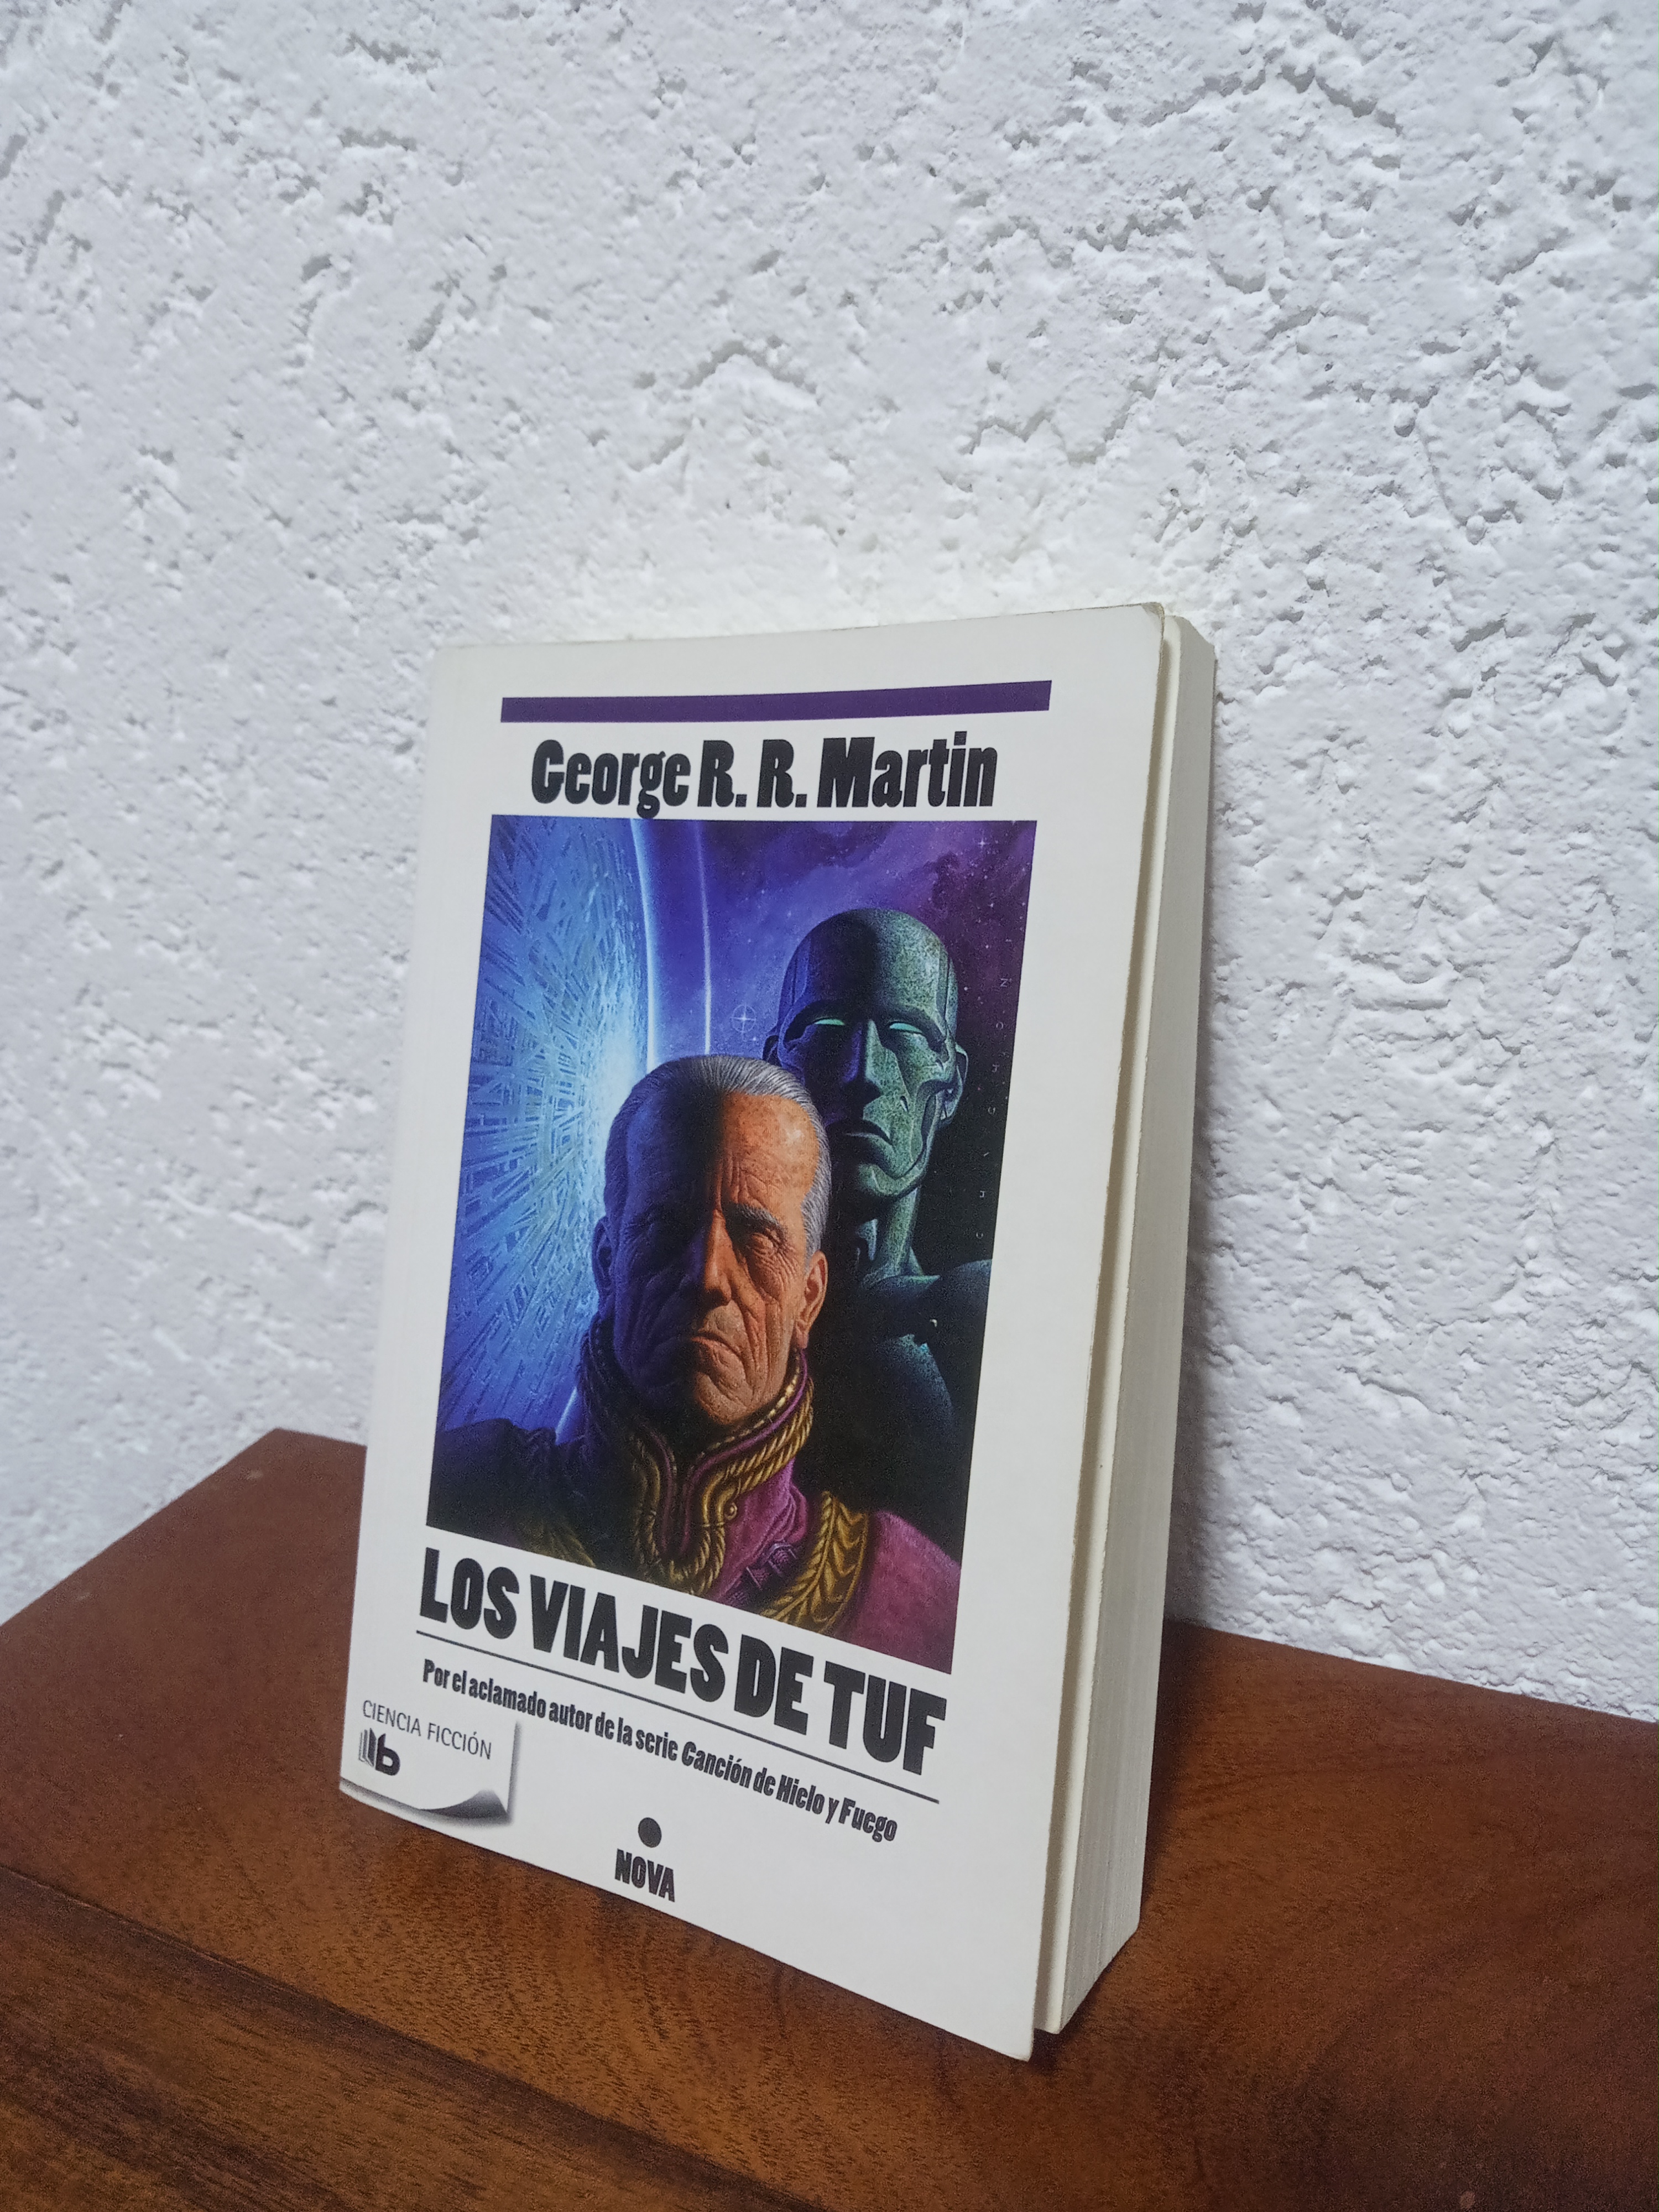 George R. R. Martin
LOS VIAJES DE TUF
Por el aclamado autor de la serie Canción de Hielo y Fuego
CIENCIA FICCIÓN
b
NOVA